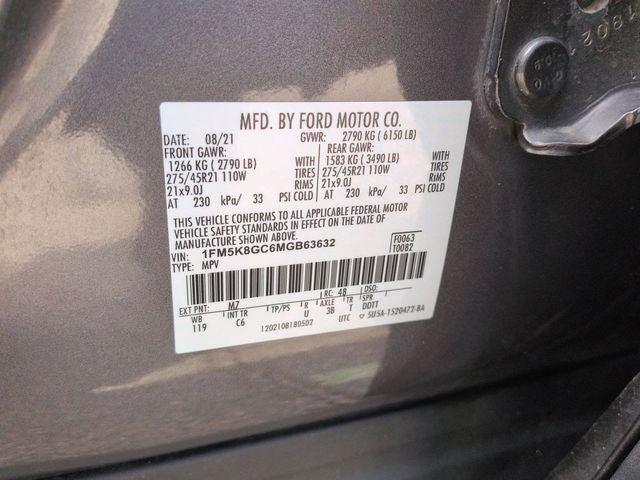 MFD. BY FORD MOTOR CO.
DATE: 08/21 GVWR: 2790 KG ( 6150 LB)
FRONT GAWR: REAR GAWR:
1266 KG ( 2790 LB) WITH 1583 KG ( 3490 LB) WITH
275/45R21 110W TIRES 275/45R21 110W TIRES
21x9.0J RIMS 21x9.0J RIMS
AT 230 kPa/ 33 PSI COLD AT 230 kPa/ 33 PSI COLD
THIS VEHICLE CONFORMS TO ALL APPLICABLE FEDERAL MOTOR
VEHICLE SAFETY STANDARDS IN EFFECT ON THE DATE OF
MANUFACTURE SHOWN ABOVE.
VIN: 1FM5K8GC6MGB63632 F0063
TYPE: MPV T0082
EXT PNT: M7 RC: 48 DSO:
WB INT TR TP/PS R AXLE TR SPR
119 C6 U 3B T DDTT
1202108180502 UTC 5USA-1520472-BA